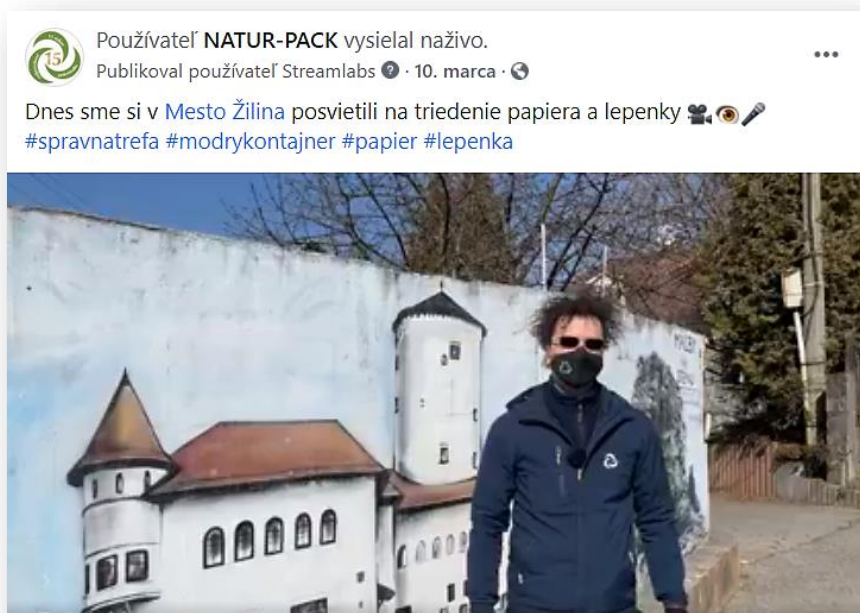 Používateľ NATUR-PACK vysielal naživo.
Publikoval používateľ Streamlabs · 10. marca ·
Dnes sme si v Mesto Žilina posvietili na triedenie papiera a lepenky
#spravnatrefa #modrykontajner #papier #lepenka
15